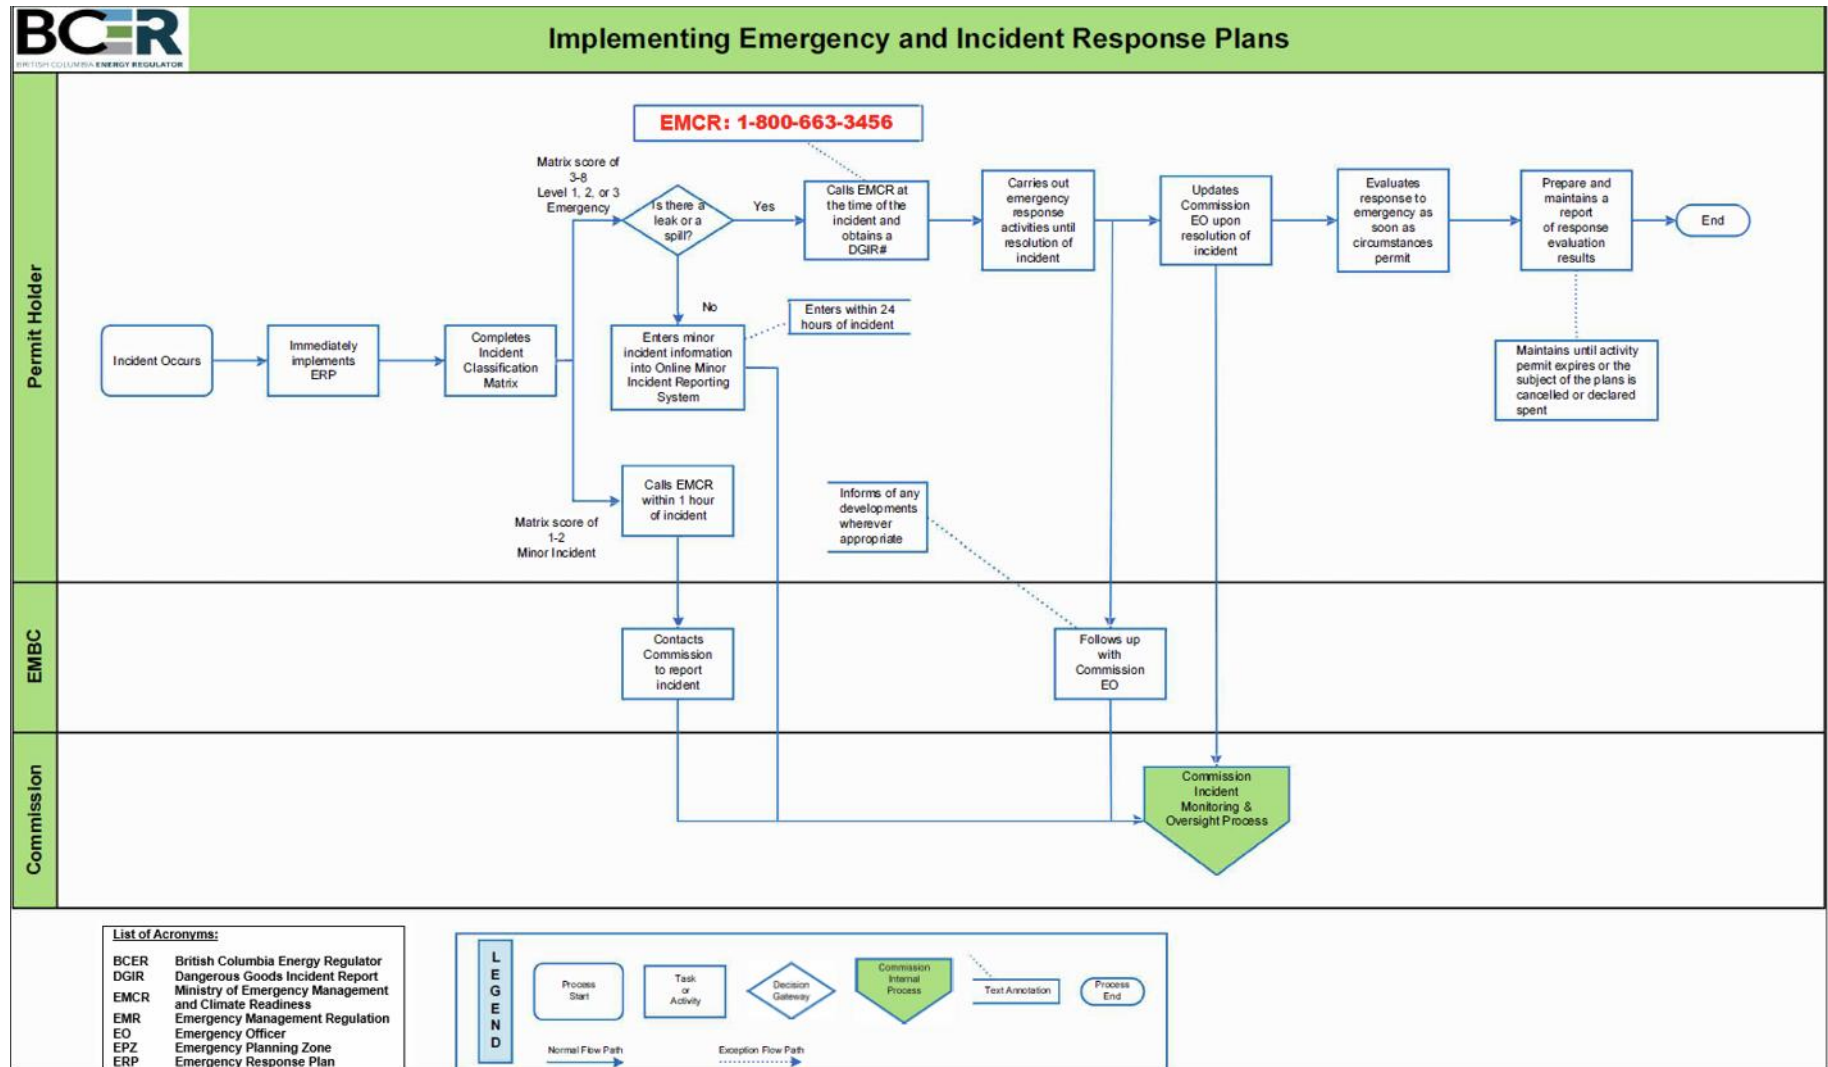 BCER
BRITISH COLUMBIA ENERGY REGULATOR
Implementing Emergency and Incident Response Plans
Permit Holder
EMCR: 1-800-663-3456
Incident Occurs
Immediately
implements
ERP
Completes
Incident
Classification
Matrix
Matrix score of
3-8
Level 1, 2, or 3
Emergency
Is there a
leak or a
spill?
Yes
Calls EMCR at
the time of the
incident and
obtains a
DGIR#
Carries out
emergency
response
activities until
resolution of
incident
Updates
Commission
EO upon
resolution of
incident
Evaluates
response to
emergency as
soon as
circumstances
permit
Prepare and
maintains a
report
of response
evaluation
results
End
No
Enters minor
incident information
into Online Minor
Incident Reporting
System
Enters within 24
hours of incident
Maintains until activity
permit expires or the
subject of the plans is
cancelled or declared
spent
Matrix score of
1-2
Minor Incident
Calls EMCR
within 1 hour
of incident
Informs of any
developments
wherever
appropriate
EMBC
Contacts
Commission
to report
incident
Follows up
with
Commission
EO
Commission
Commission
Incident
Monitoring &
Oversight Process
List of Acronyms:
BCER British Columbia Energy Regulator
DGIR Dangerous Goods Incident Report
EMCR Ministry of Emergency Management
and Climate Readiness
EMR Emergency Management Regulation
EO Emergency Officer
EPZ Emergency Planning Zone
ERP Emergency Response Plan
LEGEND
Process
Start
Task
or
Activity
Decision
Gateway
Commission
Internal
Process
Text Annotation
Process
End
Normal Flow Path
Exception Flow Path